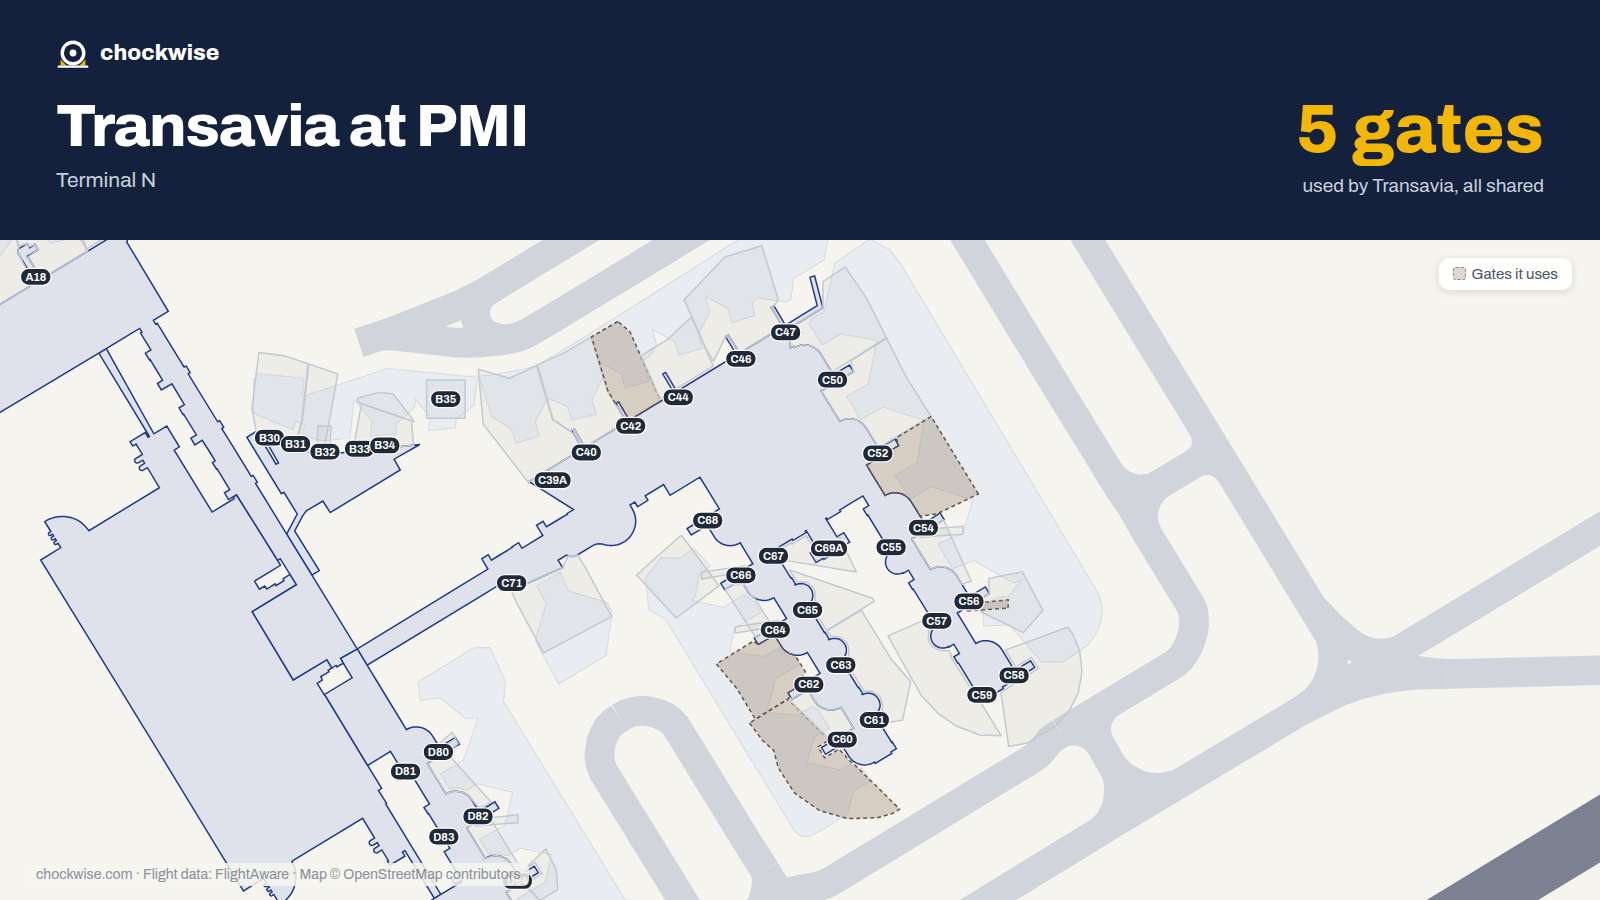 chockwise
Transavia at PMI
Terminal N
5 gates
used by Transavia, all shared
Gates it uses
A18
B30
B31
B32
B33
B34
B35
C39A
C40
C42
C44
C46
C47
C50
C52
C54
C55
C56
C57
C58
C59
C60
C61
C62
C63
C64
C65
C66
C67
C68
C69A
C71
D80
D81
D82
D83
chockwise.com · Flight data: FlightAware · Map © OpenStreetMap contributors